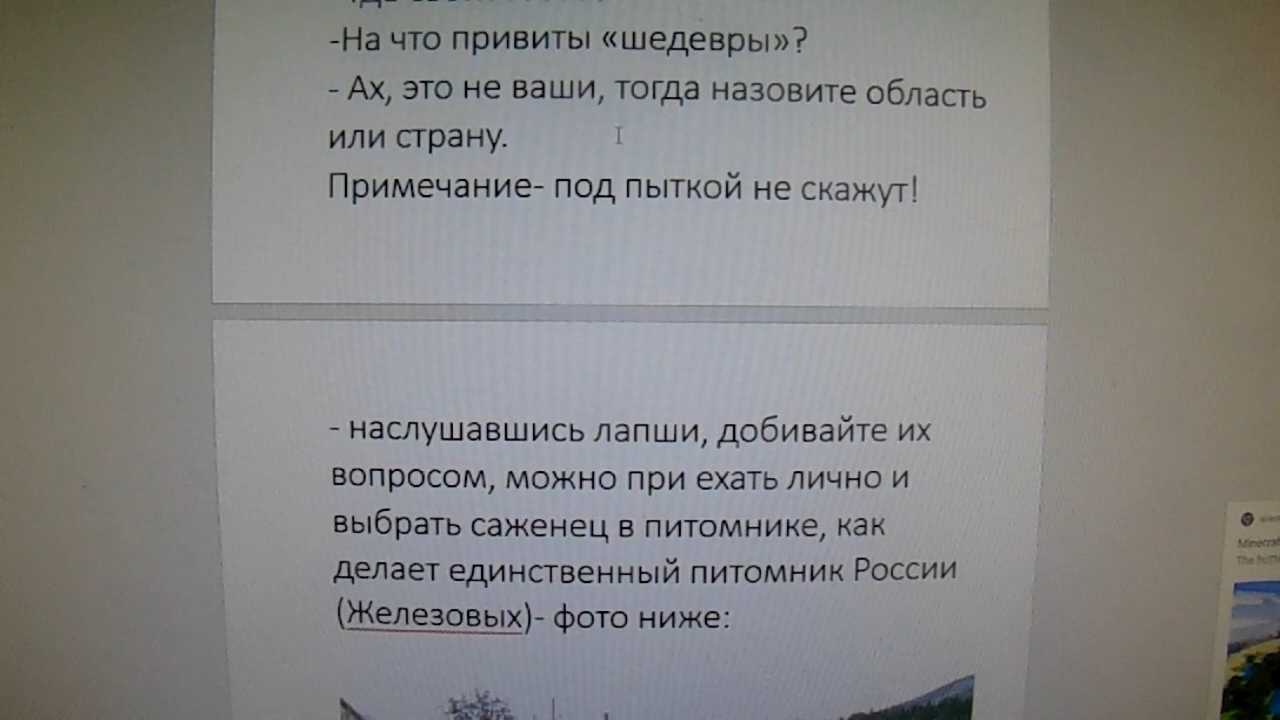 -На что привиты «шедевры»?
- Ах, это не ваши, тогда назовите область
или страну.
Примечание- под пыткой не скажут!
- наслушавшись лапши, добивайте их
вопросом, можно при ехать лично и
выбрать саженец в питомнике, как
делает единственный питомник России
(Железовых)- фото ниже:
Minecraft
The